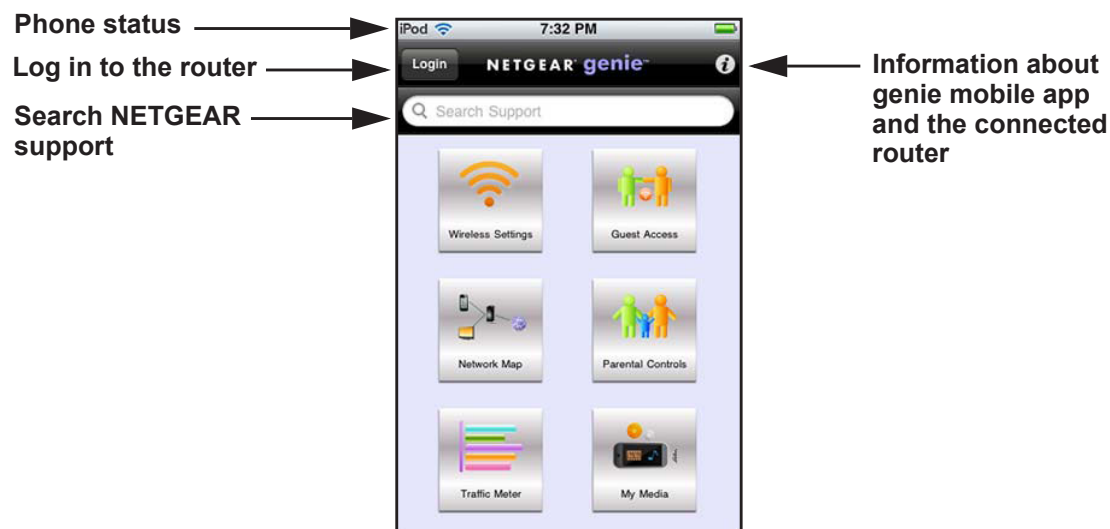 Phone status
Log in to the router
Search NETGEAR
support
iPod 7:32 PM
Login NETGEAR® genie™
Search Support
Information about
genie mobile app
and the connected
router
Wireless Settings Guest Access
Network Map Parental Controls
Traffic Meter My Media